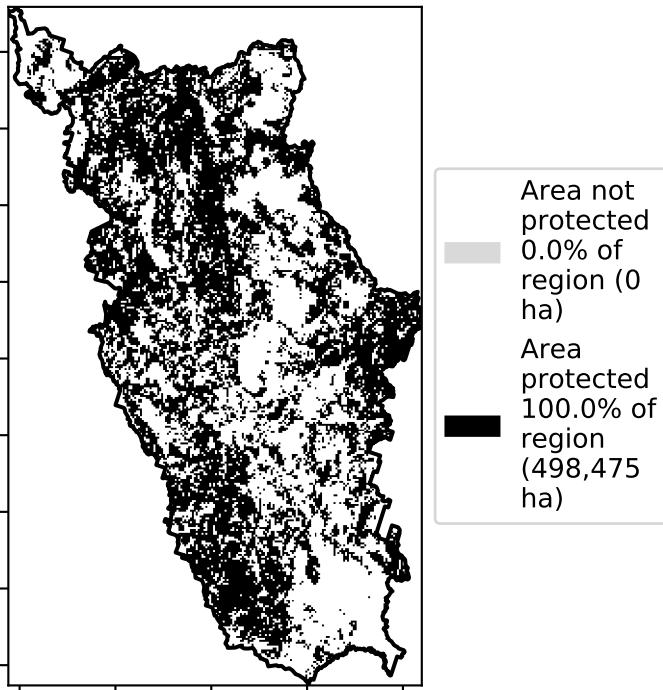 Area not
protected
0.0% of
region (0
ha)
Area
protected
100.0% of
region
(498,475
ha)